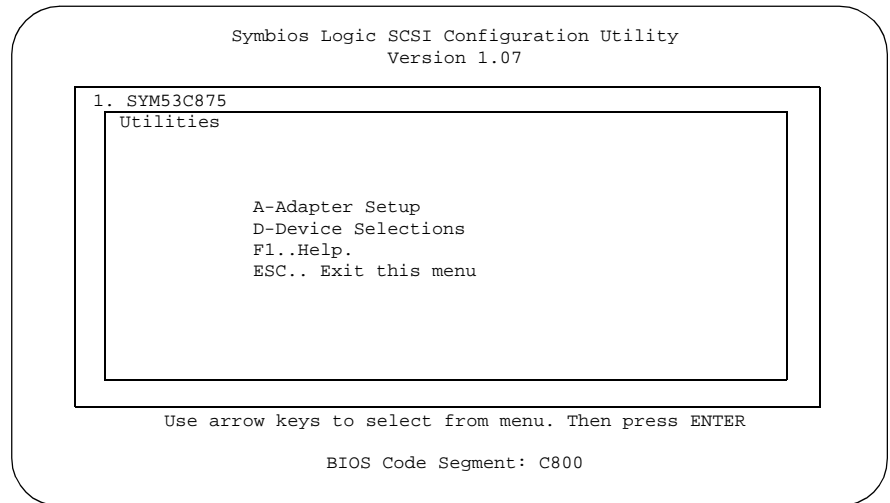 Symbios Logic SCSI Configuration Utility
Version 1.07
1. SYM53C875
Utilities
A-Adapter Setup
D-Device Selections
F1..Help.
ESC.. Exit this menu
Use arrow keys to select from menu. Then press ENTER
BIOS Code Segment: C800